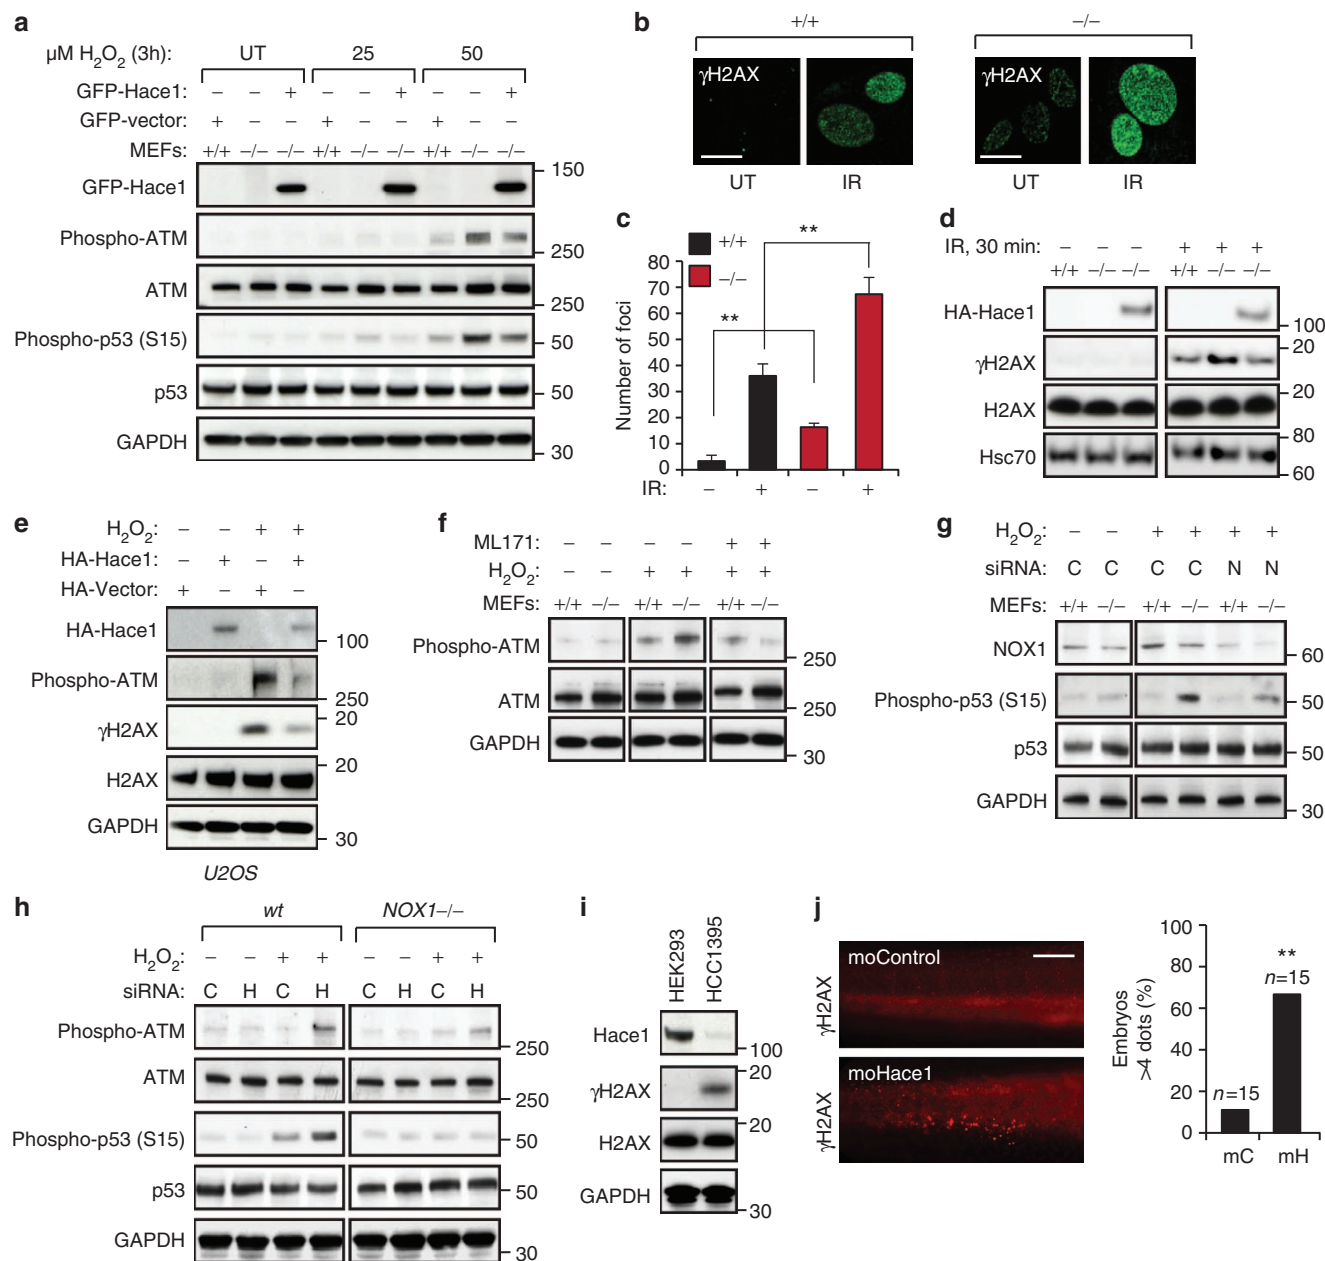 a
µM H2O2 (3h): UT 25 50
GFP-Hace1: – – + – – + – – +
GFP-vector: + – – + – – + – –
MEFs: +/+ –/– –/– +/+ –/– –/– +/+ –/– –/–
GFP-Hace1 150
Phospho-ATM 250
ATM 250
Phospho-p53 (S15) 50
p53 50
GAPDH 30
b
+/+ –/–
γH2AX γH2AX
UT IR UT IR
c
+/+
–/–
** **
Number of foci
80
70
60
50
40
30
20
10
0
IR: – + – +
d
IR, 30 min: – – – + + +
+/+ –/– –/– +/+ –/– –/–
HA-Hace1 100
γH2AX 20
H2AX 20
Hsc70 80
60
e
H2O2: – – + +
HA-Hace1: – + – +
HA-Vector: + – + –
HA-Hace1 100
Phospho-ATM 250
γH2AX 20
H2AX 20
GAPDH 30
U2OS
f
ML171: – – – – + +
H2O2: – – + + + +
MEFs: +/+ –/– +/+ –/– +/+ –/–
Phospho-ATM 250
ATM 250
GAPDH 30
g
H2O2: – – + + + +
siRNA: C C C C N N
MEFs: +/+ –/– +/+ –/– +/+ –/–
NOX1 60
Phospho-p53 (S15) 50
p53 50
GAPDH 30
h
wt NOX1–/–
H2O2: – – + + – – + +
siRNA: C H C H C H C H
Phospho-ATM 250
ATM 250
Phospho-p53 (S15) 50
p53 50
GAPDH 30
i
HEK293
HCC1395
Hace1 100
γH2AX 20
H2AX 20
GAPDH 30
j
moControl
γH2AX
moHace1
γH2AX
Embryos
>4 dots (%)
100
80
60
40
20
0
n=15
**
n=15
mC mH